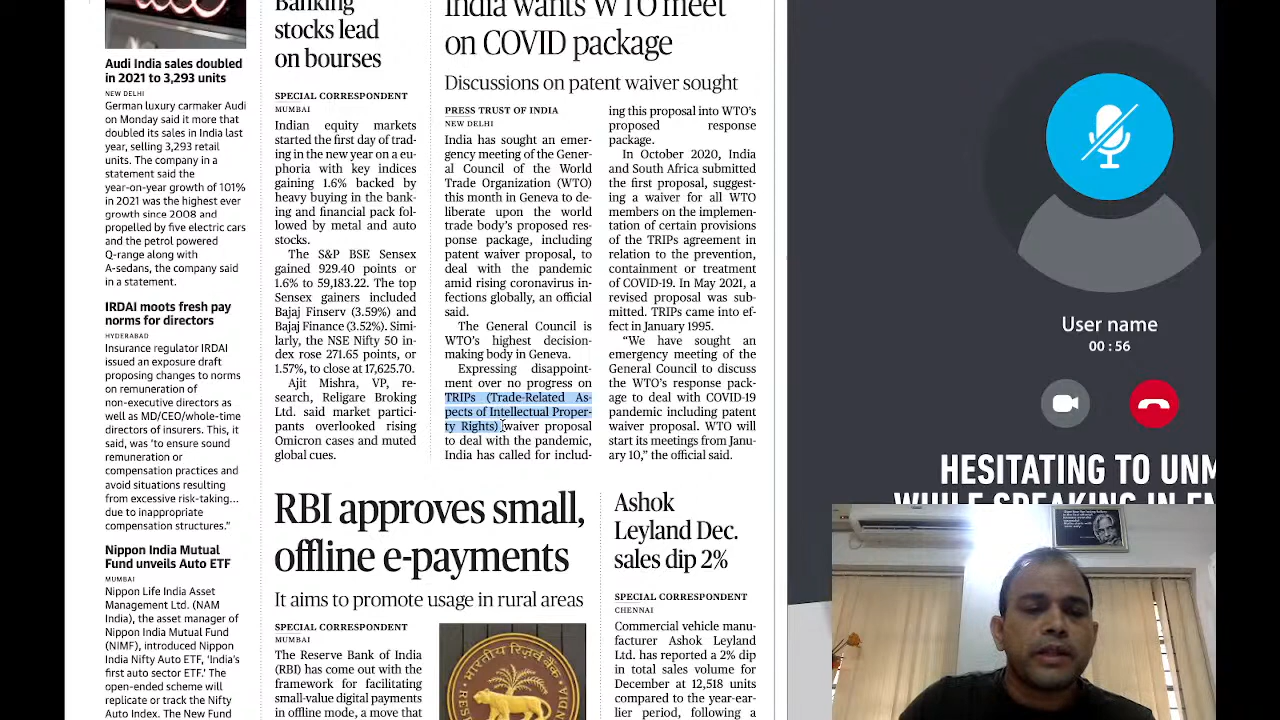 Audi India sales doubled
in 2021 to 3,293 units
NEW DELHI
German luxury carmaker Audi
on Monday said it more that
doubled its sales in India last
year, selling 3,293 retail
units. The company in a
statement said the
year-on-year growth of 101%
in 2021 was the highest ever
growth since 2008 and
propelled by five electric cars
and the petrol powered
Q-range along with
A-sedans, the company said
in a statement.
IRDAI moots fresh pay
norms for directors
HYDERABAD
Insurance regulator IRDAI
issued an exposure draft
proposing changes to norms
on remuneration of
non-executive directors as
well as MD/CEO/whole-time
directors of insurers. This, it
said, was 'to ensure sound
remuneration or
compensation practices and
avoid situations resulting
from excessive risk-taking...
due to inappropriate
compensation structures."
Nippon India Mutual
Fund unveils Auto ETF
MUMBAI
Nippon Life India Asset
Management Ltd. (NAM
India), the asset manager of
Nippon India Mutual Fund
(NIMF), introduced Nippon
India Nifty Auto ETF, 'India's
first auto sector ETF.' The
open-ended scheme will
replicate or track the Nifty
Auto Index. The New Fund
Banking
stocks lead
on bourses
SPECIAL CORRESPONDENT
MUMBAI
Indian equity markets
started the first day of trad-
ing in the new year on a eu-
phoria with key indices
gaining 1.6% backed by
heavy buying in the bank-
ing and financial pack fol-
lowed by metal and auto
stocks.
The S&P BSE Sensex
gained 929.40 points or
1.6% to 59,183.22. The top
Sensex gainers included
Bajaj Finserv (3.59%) and
Bajaj Finance (3.52%). Simi-
larly, the NSE Nifty 50 in-
dex rose 271.65 points, or
1.57%, to close at 17,625.70.
Ajit Mishra, VP, re-
search, Religare Broking
Ltd. said market partici-
pants overlooked rising
Omicron cases and muted
global cues.
India wants WTO meet
on COVID package
Discussions on patent waiver sought
PRESS TRUST OF INDIA
NEW DELHI
India has sought an emer-
gency meeting of the Gener-
al Council of the World
Trade Organization (WTO)
this month in Geneva to de-
liberate upon the world
trade body's proposed res-
ponse package, including
patent waiver proposal, to
deal with the pandemic
amid rising coronavirus in-
fections globally, an official
said.
The General Council is
WTO's highest decision-
making body in Geneva.
Expressing disappoint-
ment over no progress on
TRIPs (Trade-Related As-
pects of Intellectual Proper-
ty Rights) waiver proposal
to deal with the pandemic,
India has called for includ-
ing this proposal into WTO's
proposed response
package.
In October 2020, India
and South Africa submitted
the first proposal, suggest-
ing a waiver for all WTO
members on the implemen-
tation of certain provisions
of the TRIPs agreement in
relation to the prevention,
containment or treatment
of COVID-19. In May 2021, a
revised proposal was sub-
mitted. TRIPs came into ef-
fect in January 1995.
"We have sought an
emergency meeting of the
General Council to discuss
the WTO's response pack-
age to deal with COVID-19
pandemic including patent
waiver proposal. WTO will
start its meetings from Janu-
ary 10," the official said.
RBI approves small,
offline e-payments
It aims to promote usage in rural areas
SPECIAL CORRESPONDENT
MUMBAI
The Reserve Bank of India
(RBI) has come out with the
framework for facilitating
small-value digital payments
in offline mode, a move that
Ashok
Leyland Dec.
sales dip 2%
SPECIAL CORRESPONDENT
CHENNAI
Commercial vehicle manu-
facturer Ashok Leyland
Ltd. has reported a 2% dip
in total sales volume for
December at 12,518 units
compared to the year-ear-
lier period, following a
User name
00 : 56
HESITATING TO UNM
WHILE SPEAKING IN EN